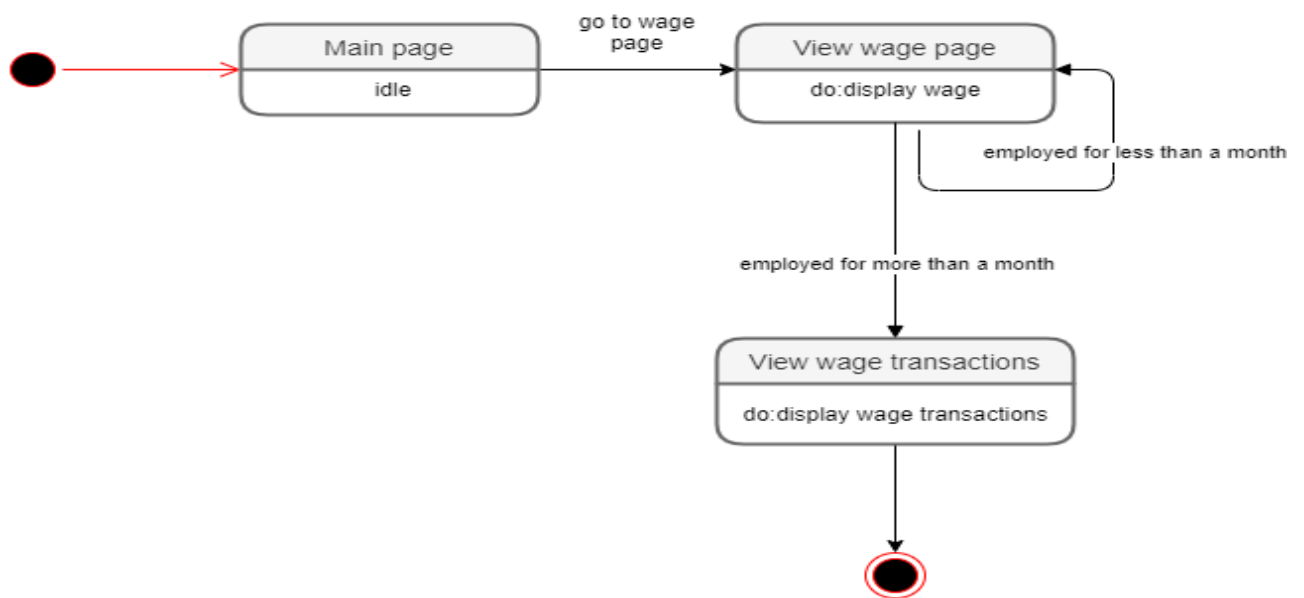 Main page
idle
go to wage
page
View wage page
do:display wage
employed for less than a month
employed for more than a month
View wage transactions
do:display wage transactions